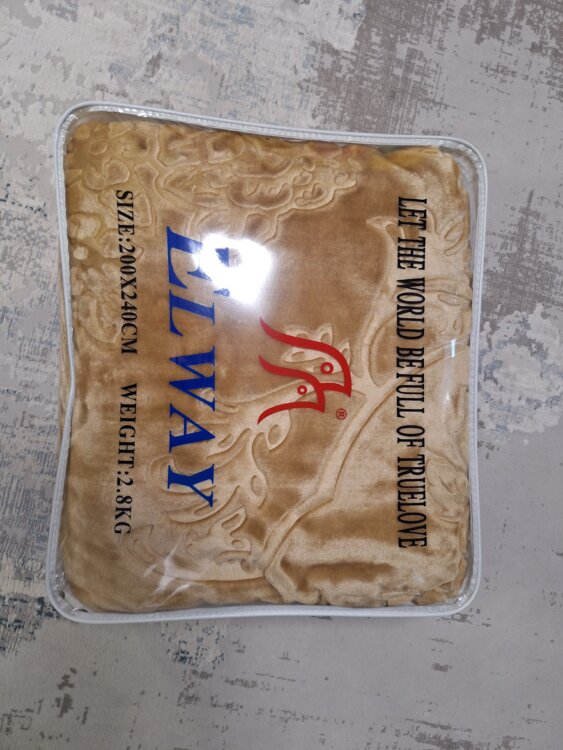 LET THE WORLD BE FULL OF TRUELOVE
®
ELWAY
SIZE:200X240CM WEIGHT:2.8KG